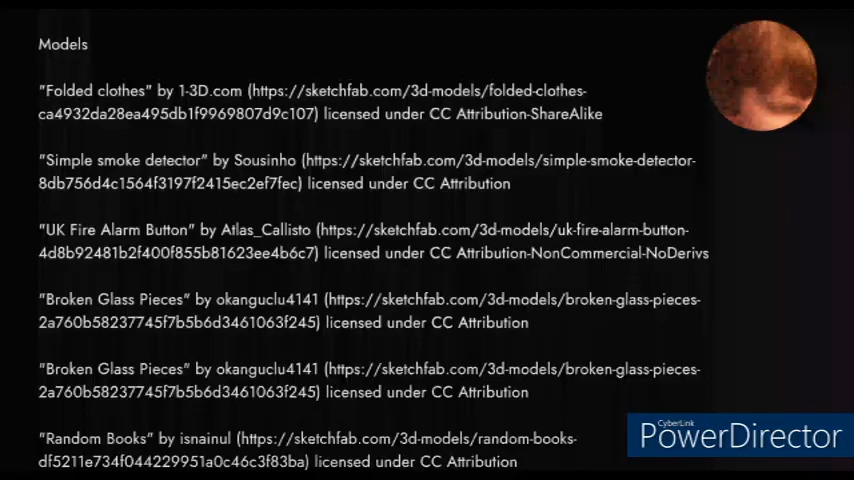 Models
"Folded clothes" by 1-3D.com (https://sketchfab.com/3d-models/folded-clothes-
ca4932da28ea495db1f9969807d9c107) licensed under CC Attribution-ShareAlike
"Simple smoke detector" by Sousinho (https://sketchfab.com/3d-models/simple-smoke-detector-
8db756d4c1564f3197f2415ec2ef7fec) licensed under CC Attribution
"UK Fire Alarm Button" by Atlas_Callisto (https://sketchfab.com/3d-models/uk-fire-alarm-button-
4d8b92481b2f400f855b81623ee4b6c7) licensed under CC Attribution-NonCommercial-NoDerivs
"Broken Glass Pieces" by okanguclu4141 (https://sketchfab.com/3d-models/broken-glass-pieces-
2a760b58237745f7b5b6d3461063f245) licensed under CC Attribution
"Broken Glass Pieces" by okanguclu4141 (https://sketchfab.com/3d-models/broken-glass-pieces-
2a760b58237745f7b5b6d3461063f245) licensed under CC Attribution
"Random Books" by isnainul (https://sketchfab.com/3d-models/random-books-
df5211e734f044229951a0c46c3f83ba) licensed under CC Attribution
CyberLink
PowerDirector